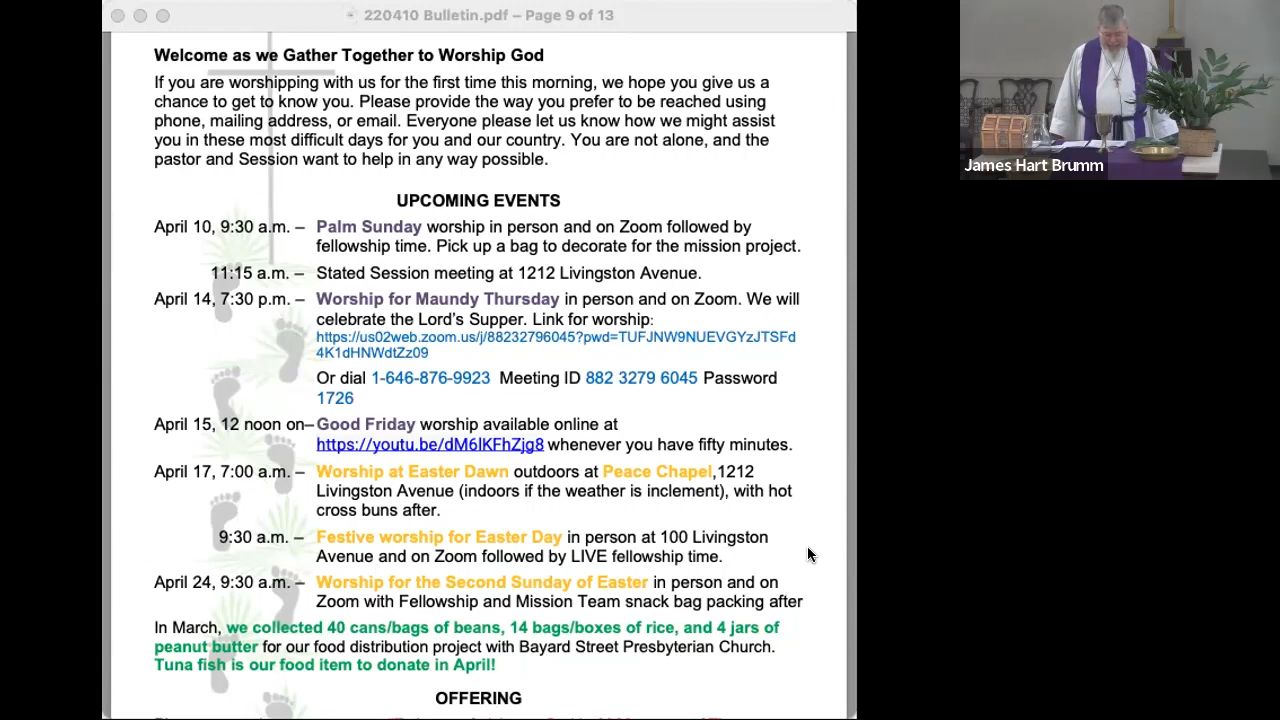 220410 Bulletin.pdf – Page 9 of 13
Welcome as we Gather Together to Worship God
If you are worshipping with us for the first time this morning, we hope you give us a
chance to get to know you. Please provide the way you prefer to be reached using
phone, mailing address, or email. Everyone please let us know how we might assist
you in these most difficult days for you and our country. You are not alone, and the
pastor and Session want to help in any way possible.
UPCOMING EVENTS
April 10, 9:30 a.m. – Palm Sunday worship in person and on Zoom followed by
fellowship time. Pick up a bag to decorate for the mission project.
11:15 a.m. – Stated Session meeting at 1212 Livingston Avenue.
April 14, 7:30 p.m. – Worship for Maundy Thursday in person and on Zoom. We will
celebrate the Lord's Supper. Link for worship:
https://us02web.zoom.us/j/88232796045?pwd=TUFJNW9NUEVGYzJTSFd
4K1dHNWdtZz09
Or dial 1-646-876-9923 Meeting ID 882 3279 6045 Password
1726
April 15, 12 noon on– Good Friday worship available online at
https://youtu.be/dM6lKFhZjg8 whenever you have fifty minutes.
April 17, 7:00 a.m. – Worship at Easter Dawn outdoors at Peace Chapel,1212
Livingston Avenue (indoors if the weather is inclement), with hot
cross buns after.
9:30 a.m. – Festive worship for Easter Day in person at 100 Livingston
Avenue and on Zoom followed by LIVE fellowship time.
April 24, 9:30 a.m. – Worship for the Second Sunday of Easter in person and on
Zoom with Fellowship and Mission Team snack bag packing after
In March, we collected 40 cans/bags of beans, 14 bags/boxes of rice, and 4 jars of
peanut butter for our food distribution project with Bayard Street Presbyterian Church.
Tuna fish is our food item to donate in April!
OFFERING
James Hart Brumm